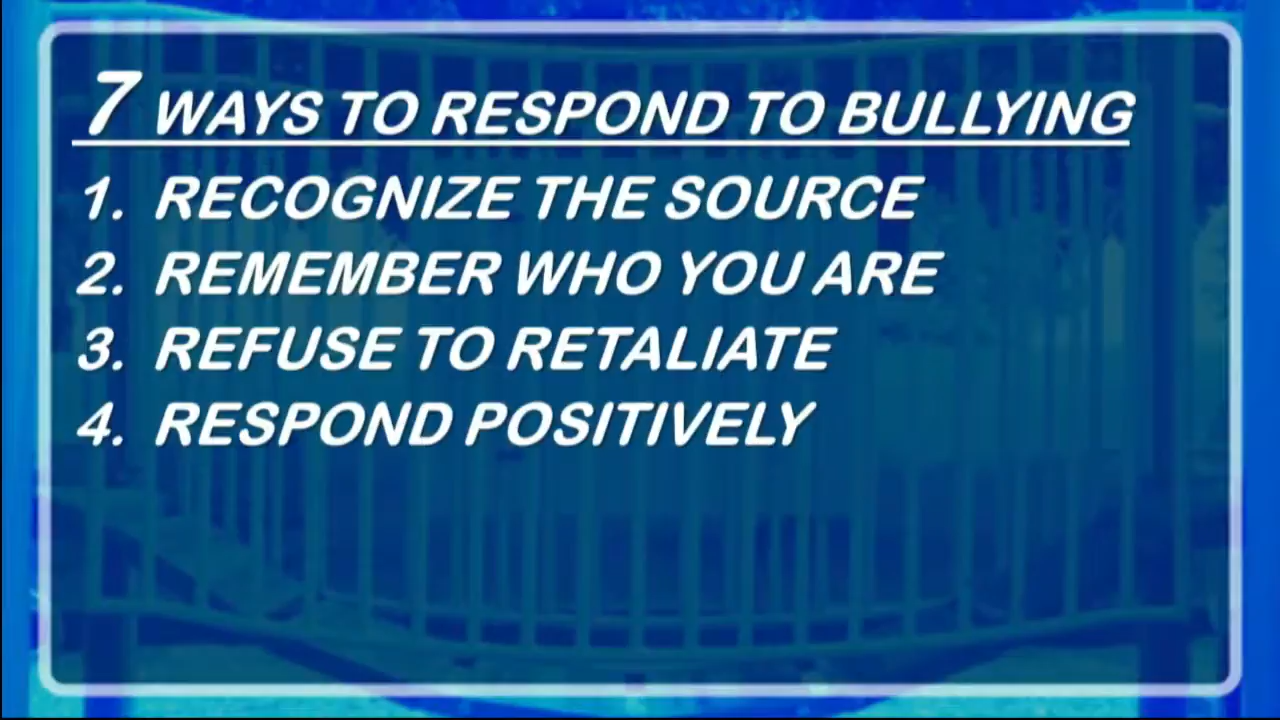 7 WAYS TO RESPOND TO BULLYING
1. RECOGNIZE THE SOURCE
2. REMEMBER WHO YOU ARE
3. REFUSE TO RETALIATE
4. RESPOND POSITIVELY